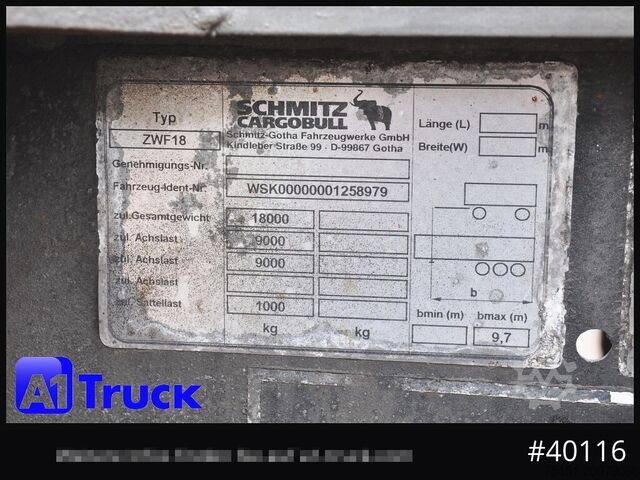 Typ
ZWF18
SCHMITZ
CARGOBULL
Schmitz-Gotha Fahrzeugwerke GmbH
Kindleber Straße 99 · D-99867 Gotha
Länge (L) m
Breite(W) m
Genehmigungs-Nr.
Fahrzeug-Ident-Nr. WSK00000001258979
zul.Gesamtgewicht 18000
zul. Achslast 9000
zul. Achslast 9000
zul. Achslast
zul. Achslast
zul. Sattellast 1000
kg kg
b
bmin (m) bmax (m)
9,7
A1 Truck
#40116